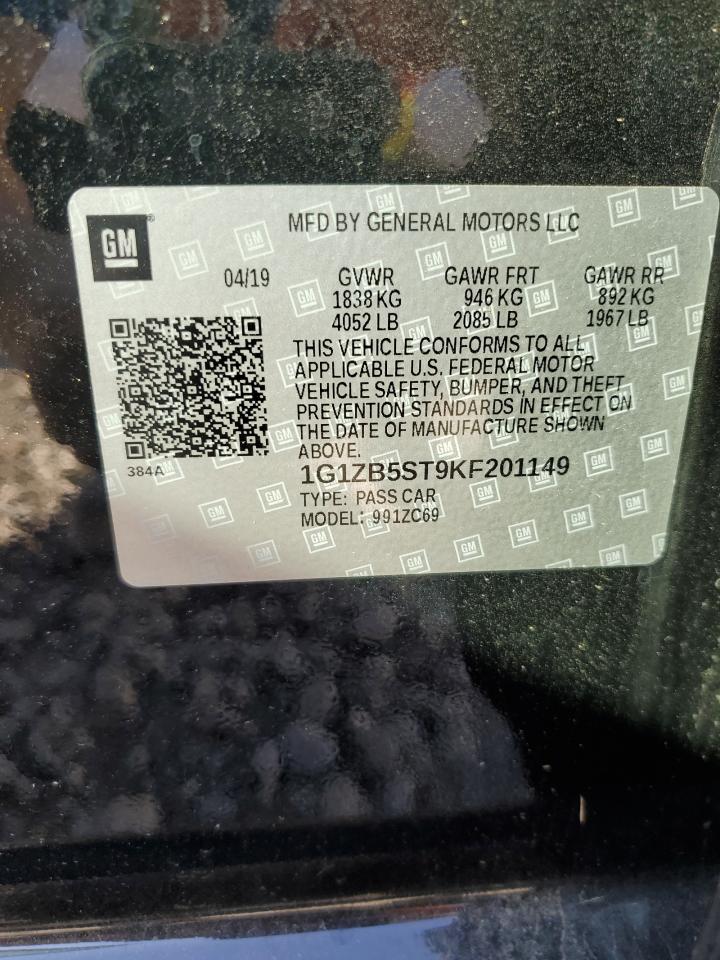 GM
MFD BY GENERAL MOTORS LLC
04/19 GVWR GAWR FRT GAWR RR
1838 KG 946 KG 892 KG
4052 LB 2085 LB 1967 LB
THIS VEHICLE CONFORMS TO ALL
APPLICABLE U.S. FEDERAL MOTOR
VEHICLE SAFETY, BUMPER, AND THEFT
PREVENTION STANDARDS IN EFFECT ON
THE DATE OF MANUFACTURE SHOWN
ABOVE.
384A
1G1ZB5ST9KF201149
TYPE: PASS CAR
MODEL: 991ZC69